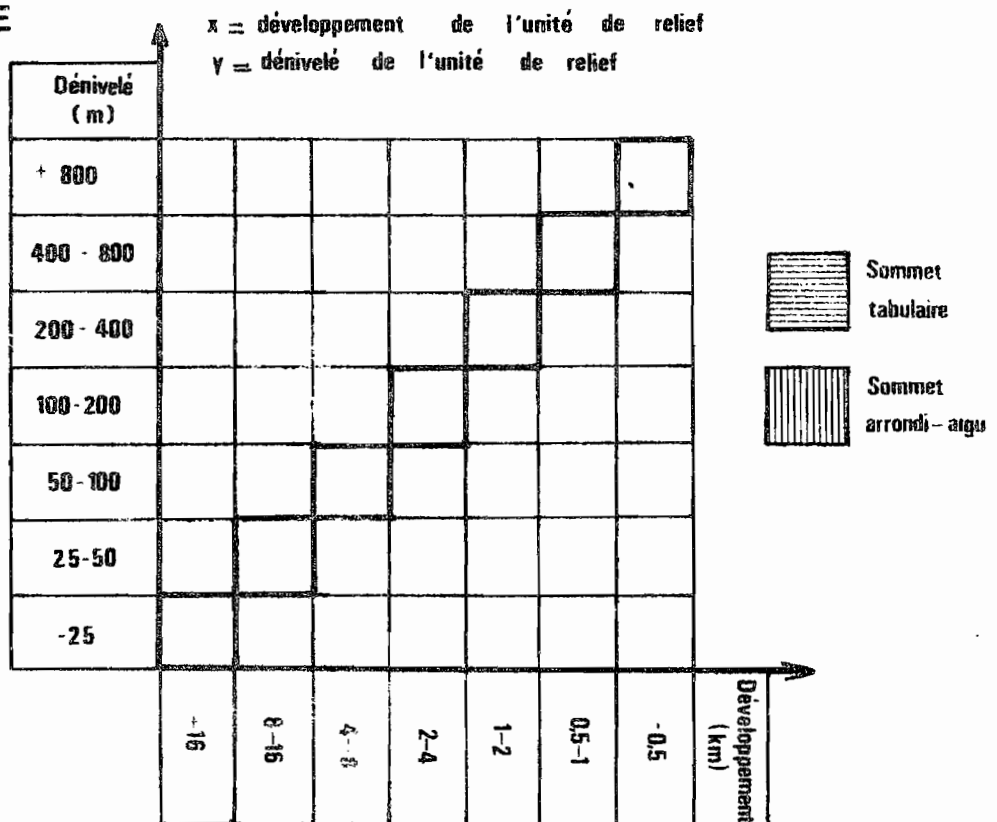 E
x = développement de l'unité de relief
y = dénivelé de l'unité de relief
Dénivelé
(m)
+ 800
400 - 800
200 - 400
100-200
50-100
25-50
-25
Sommet
tabulaire
Sommet
arrondi-aigu
+16
8-16
4-8
2-4
1-2
0,5-1
-0,5
Développement
(km)